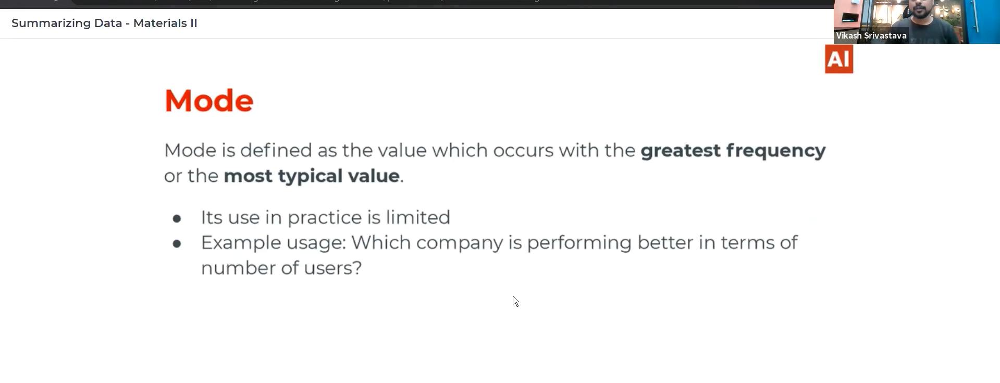 Summarizing Data - Materials II
Vikash Srivastava
AI
Mode
Mode is defined as the value which occurs with the greatest frequency
or the most typical value.
● Its use in practice is limited
● Example usage: Which company is performing better in terms of
number of users?